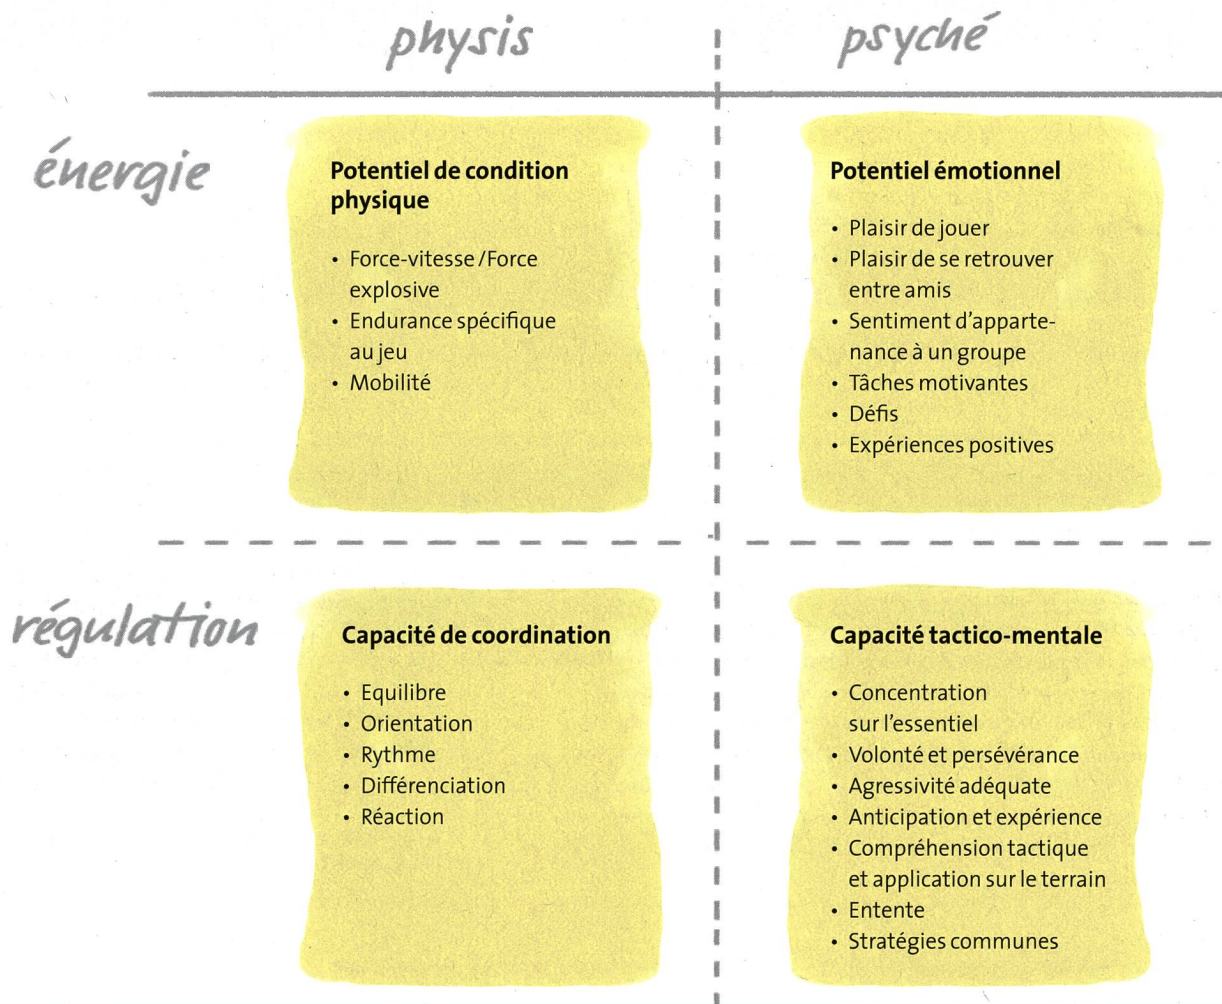 physis
psyché
énergie
Potentiel de condition
physique
• Force-vitesse/Force
explosive
• Endurance spécifique
au jeu
• Mobilité
Potentiel émotionnel
• Plaisir de jouer
• Plaisir de se retrouver
entre amis
• Sentiment d'apparte-
nance à un groupe
• Tâches motivantes
• Défis
• Expériences positives
régulation
Capacité de coordination
• Equilibre
• Orientation
• Rythme
• Différenciation
• Réaction
Capacité tactico-mentale
• Concentration
sur l'essentiel
• Volonté et persévérance
• Agressivité adéquate
• Anticipation et expérience
• Compréhension tactique
et application sur le terrain
• Entente
• Stratégies communes